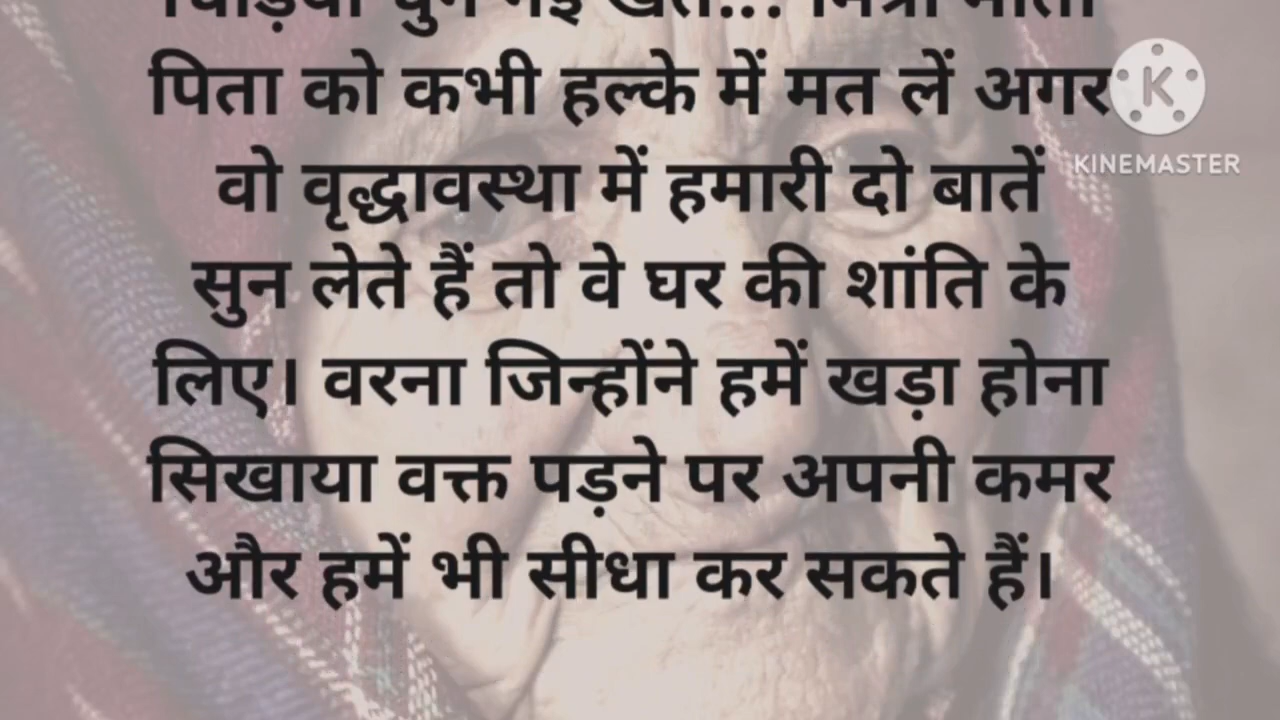 चिड़िया चुग गई खेत... मित्रों माता
पिता को कभी हल्के में मत लें अगर
वो वृद्धावस्था में हमारी दो बातें
सुन लेते हैं तो वे घर की शांति के
लिए। वरना जिन्होंने हमें खड़ा होना
सिखाया वक्त पड़ने पर अपनी कमर
और हमें भी सीधा कर सकते हैं।
KINEMASTER